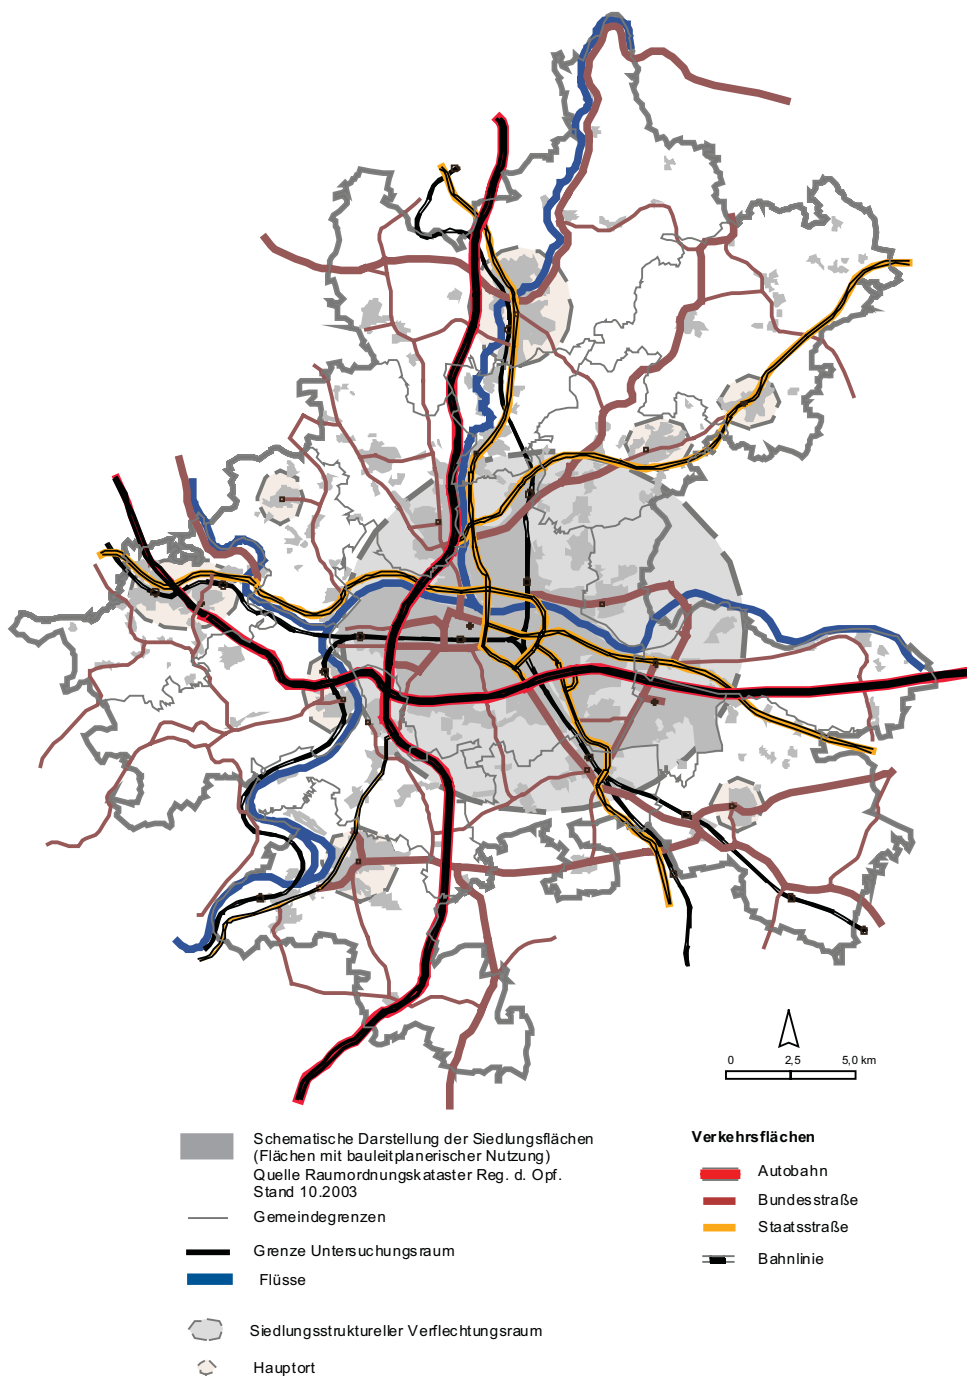 0 2,5 5,0 km
Schematische Darstellung der Siedlungsflächen
(Flächen mit bauleitplanerischer Nutzung)
Quelle Raumordnungskataster Reg. d. Opf.
Stand 10.2003
Gemeindegrenzen
Grenze Untersuchungsraum
Flüsse
Siedlungsstruktureller Verflechtungsraum
Hauptort
Verkehrsflächen
Autobahn
Bundesstraße
Staatsstraße
Bahnlinie